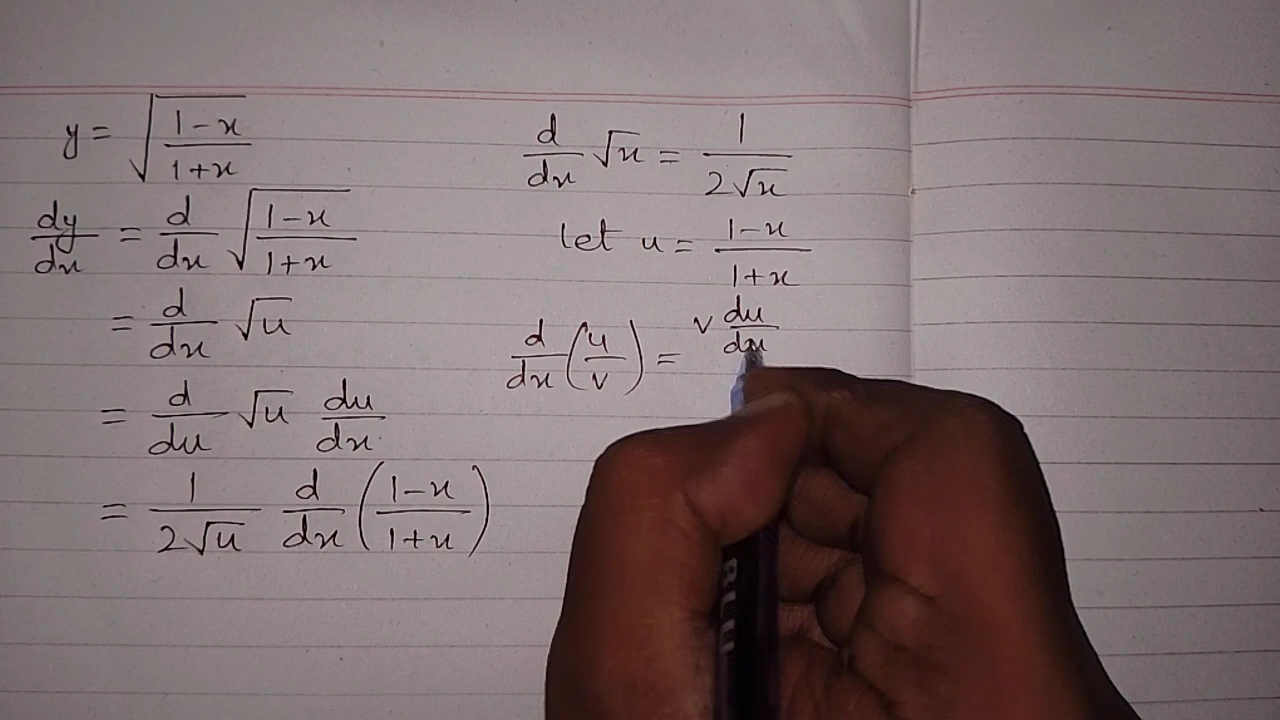 y = √((1-x)/(1+x))
dy/dx = d/dx √((1-x)/(1+x))
= d/dx √u
= d/du √u du/dx
= 1/(2√u) d/dx ((1-x)/(1+x))
d/dx √x = 1/(2√x)
let u = (1-x)/(1+x)
d/dx (u/v) = v du/dx